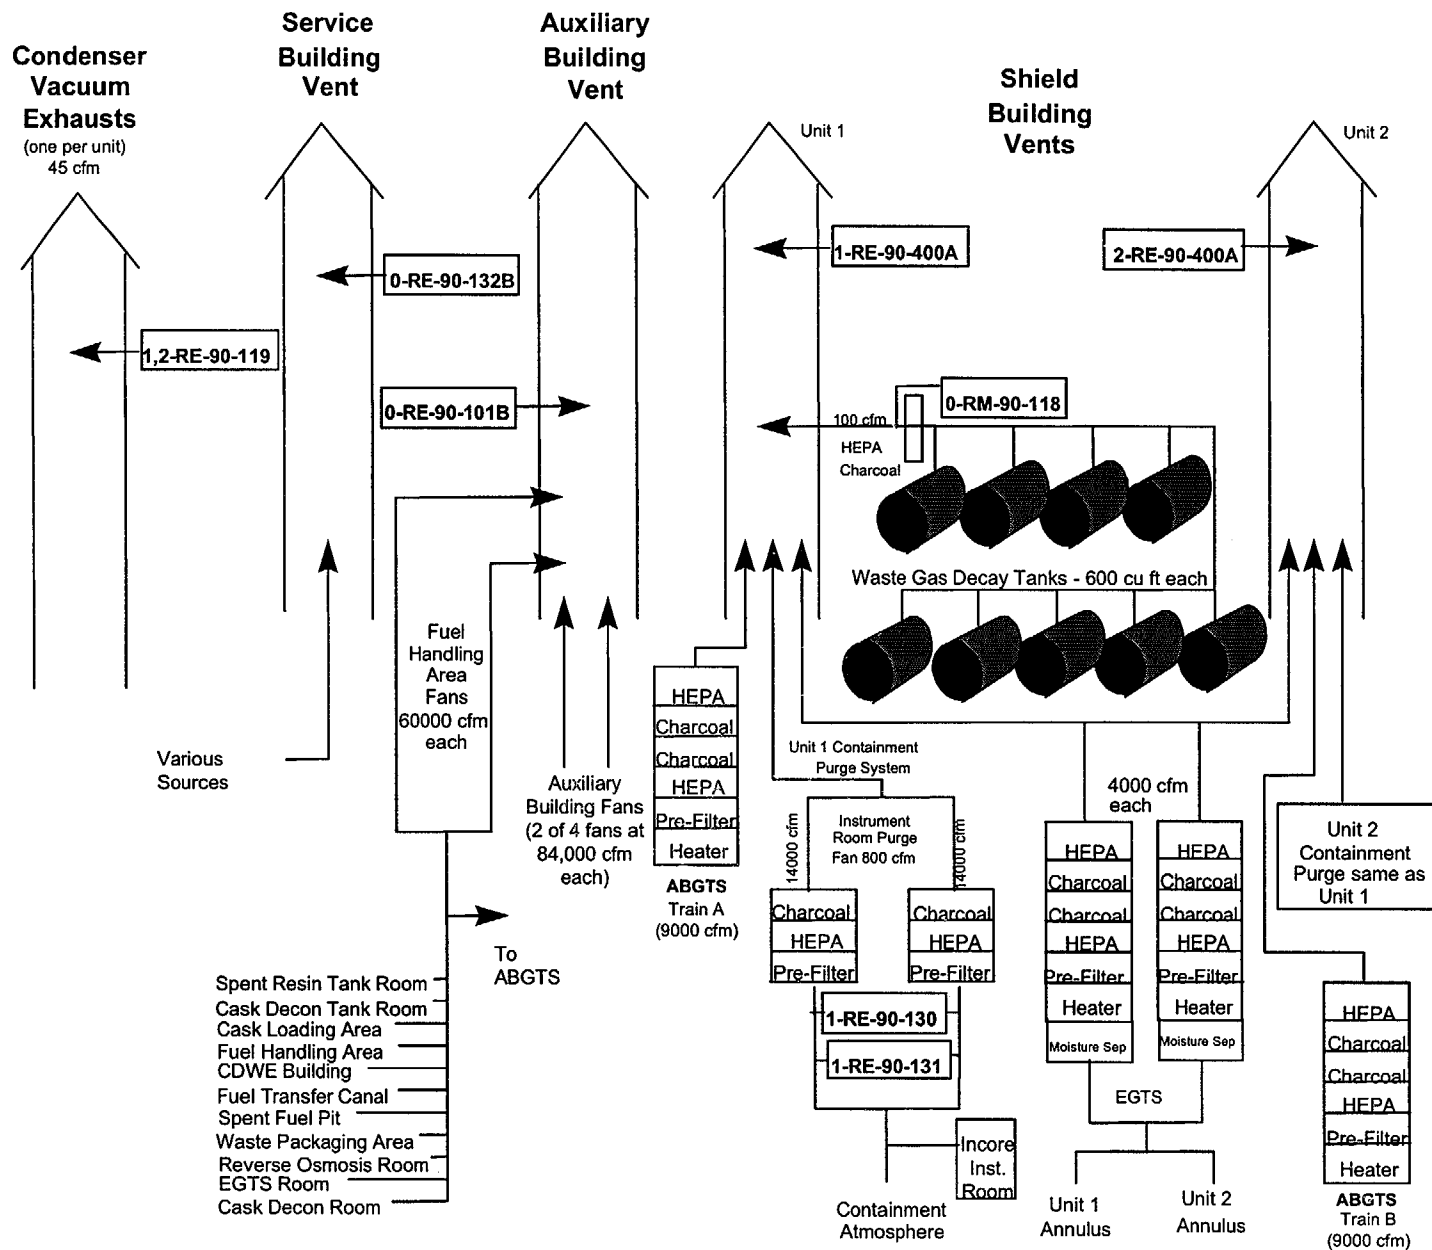 Condenser
Vacuum
Exhausts
(one per unit)
45 cfm
Service
Building
Vent
Auxiliary
Building
Vent
Shield
Building
Vents
Unit 1
Unit 2
1-RE-90-400A
2-RE-90-400A
0-RE-90-132B
1,2-RE-90-119
0-RE-90-101B
0-RM-90-118
100 cfm
HEPA
Charcoal
Waste Gas Decay Tanks - 600 cu ft each
Fuel
Handling
Area
Fans
60000 cfm
each
Various
Sources
Auxiliary
Building Fans
(2 of 4 fans at
84,000 cfm
each)
HEPA
Charcoal
Charcoal
HEPA
Pre-Filter
Heater
ABGTS
Train A
(9000 cfm)
Unit 1 Containment
Purge System
14000 cfm
Instrument
Room Purge
Fan 800 cfm
14000 cfm
Charcoal
HEPA
Pre-Filter
Charcoal
HEPA
Pre-Filter
1-RE-90-130
1-RE-90-131
Incore
Inst.
Room
Containment
Atmosphere
4000 cfm
each
HEPA
Charcoal
Charcoal
HEPA
Pre-Filter
Heater
Moisture Sep
HEPA
Charcoal
Charcoal
HEPA
Pre-Filter
Heater
Moisture Sep
EGTS
Unit 1
Annulus
Unit 2
Annulus
Unit 2
Containment
Purge same as
Unit 1
HEPA
Charcoal
Charcoal
HEPA
Pre-Filter
Heater
ABGTS
Train B
(9000 cfm)
To
ABGTS
Spent Resin Tank Room
Cask Decon Tank Room
Cask Loading Area
Fuel Handling Area
CDWE Building
Fuel Transfer Canal
Spent Fuel Pit
Waste Packaging Area
Reverse Osmosis Room
EGTS Room
Cask Decon Room